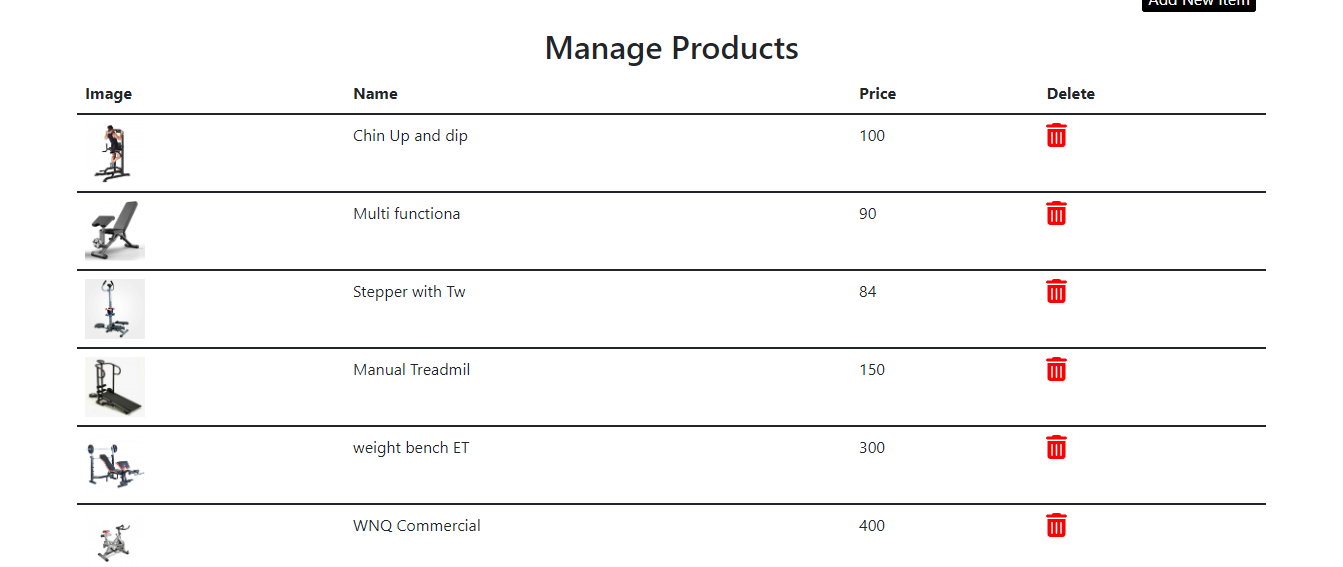 Add New Item
Manage Products
Image Name Price Delete
Chin Up and dip 100
Multi functiona 90
Stepper with Tw 84
Manual Treadmil 150
weight bench ET 300
WNQ Commercial 400